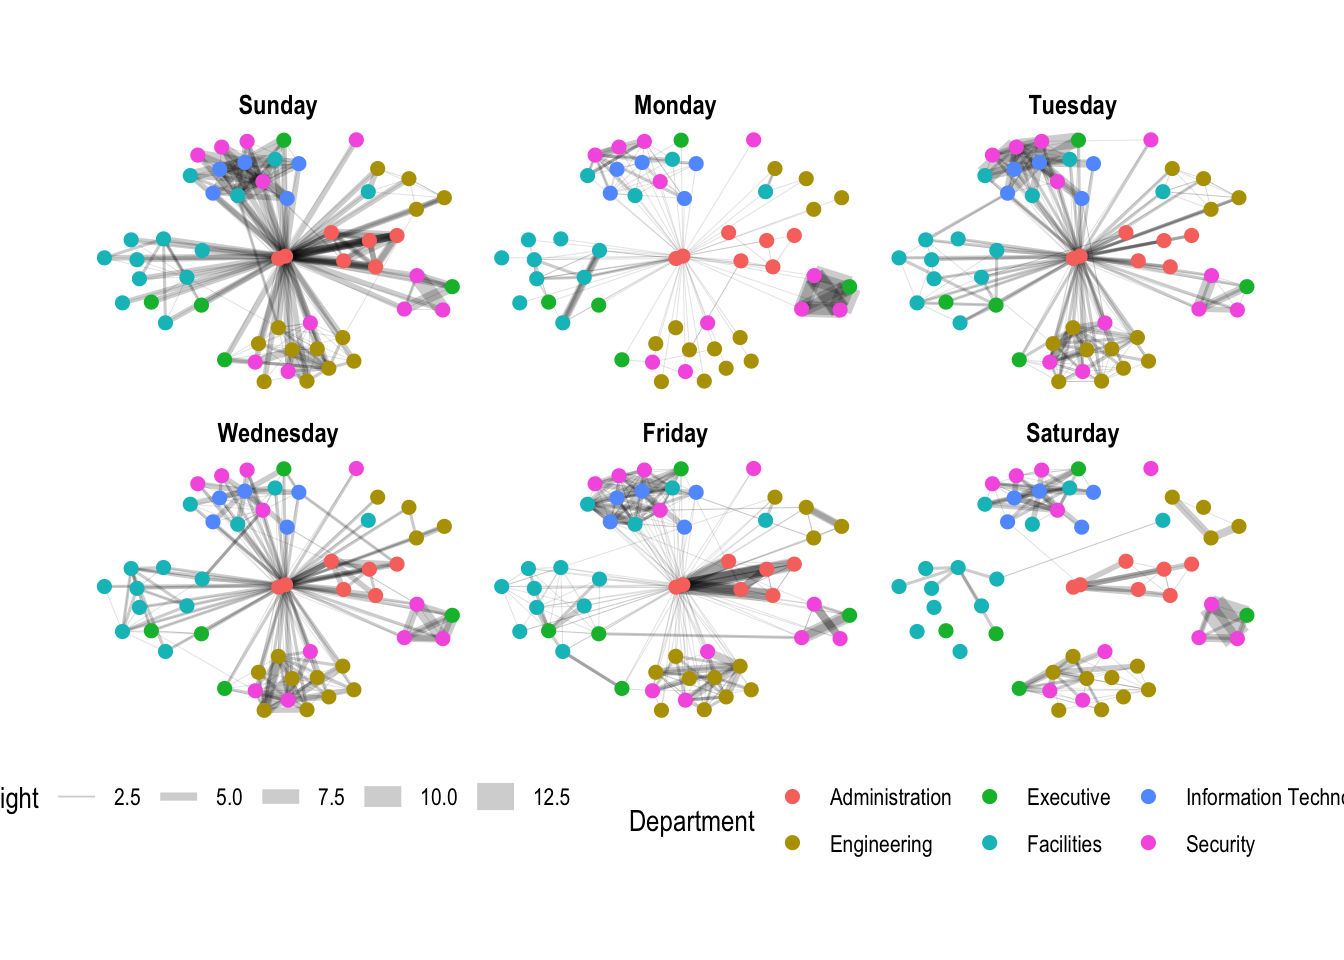 Sunday
Monday
Tuesday
Wednesday
Friday
Saturday
ight 2.5 5.0 7.5 10.0 12.5
Department
Administration Executive Information Techno
Engineering Facilities Security